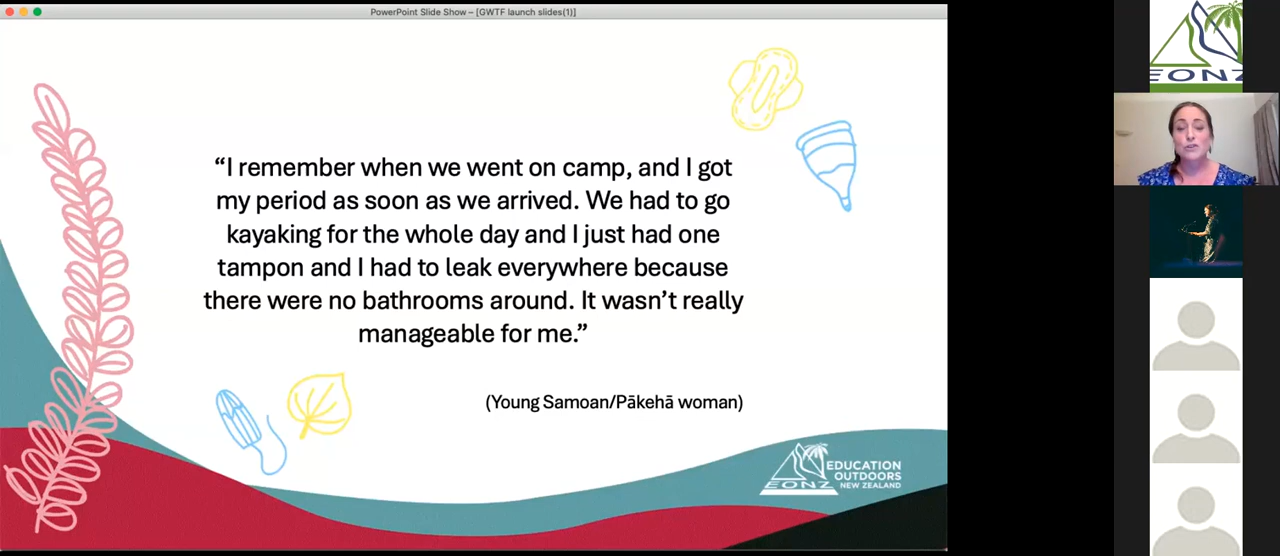 PowerPoint Slide Show – [GWTF launch slides(1)]
“I remember when we went on camp, and I got
my period as soon as we arrived. We had to go
kayaking for the whole day and I just had one
tampon and I had to leak everywhere because
there were no bathrooms around. It wasn’t really
manageable for me.”
(Young Samoan/Pākehā woman)
EONZ
EDUCATION
OUTDOORS
NEW ZEALAND
EONZ